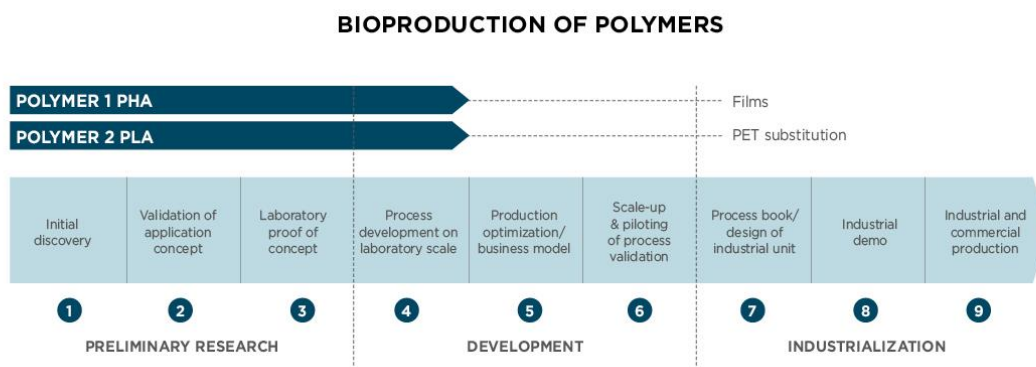 BIOPRODUCTION OF POLYMERS
POLYMER 1 PHA
Films
POLYMER 2 PLA
PET substitution
Initial
discovery
Validation of
application
concept
Laboratory
proof of
concept
Process
development on
laboratory scale
Production
optimization/
business model
Scale-up
& piloting
of process
validation
Process book/
design of
industrial unit
Industrial
demo
Industrial and
commercial
production
1
2
3
4
5
6
7
8
9
PRELIMINARY RESEARCH
DEVELOPMENT
INDUSTRIALIZATION